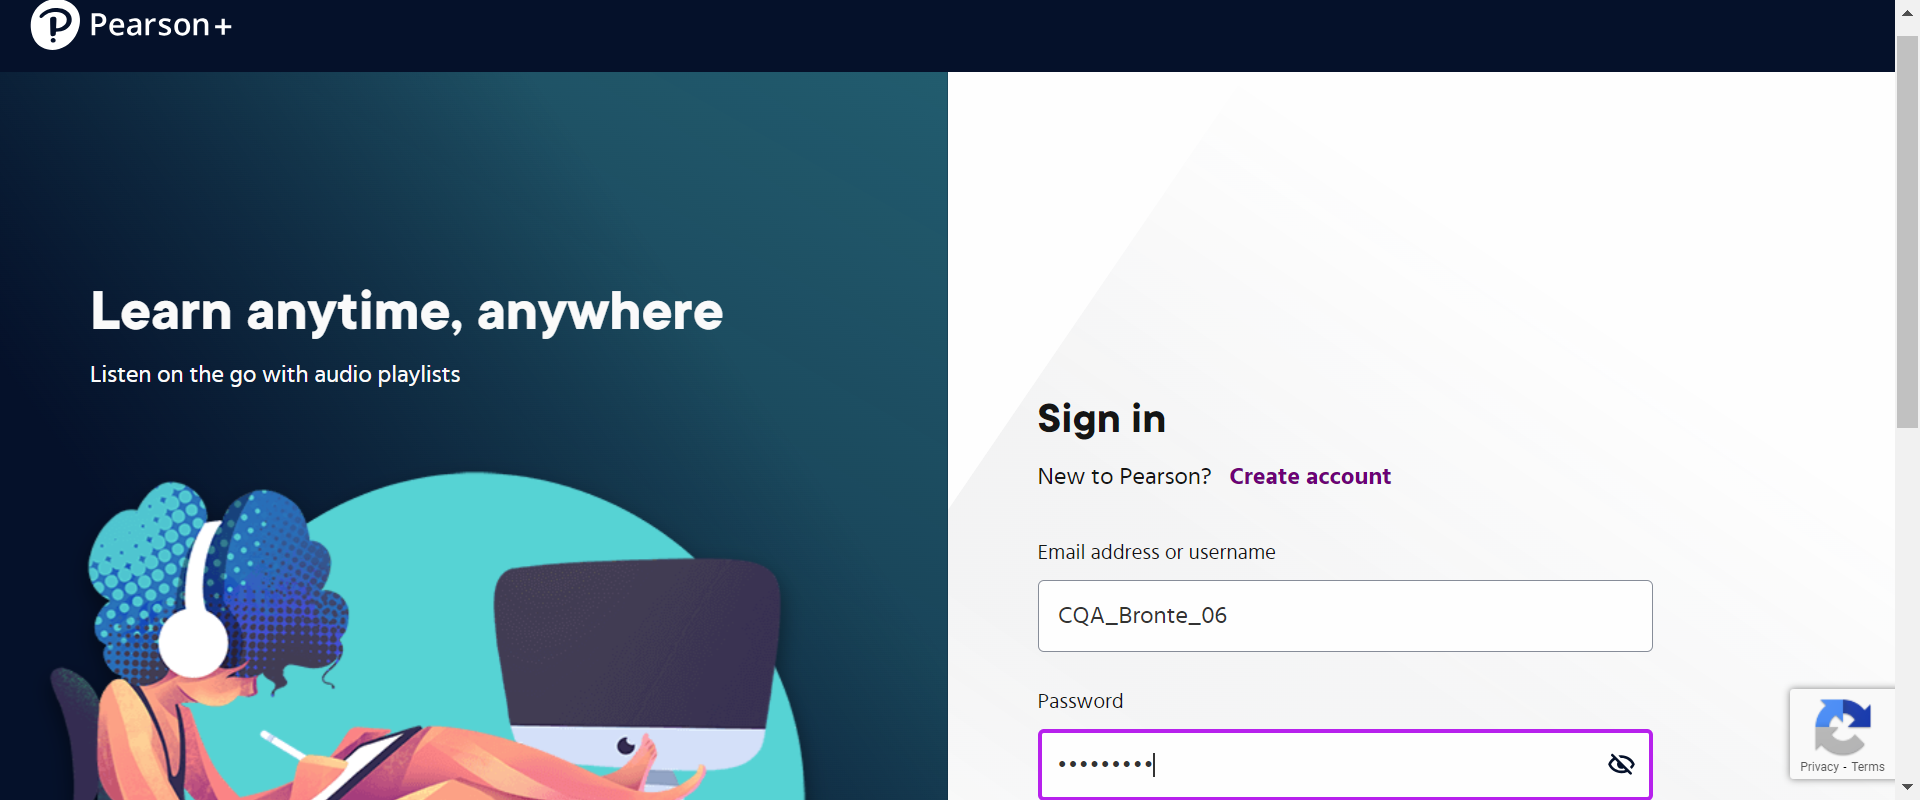 Pearson+
Learn anytime, anywhere
Listen on the go with audio playlists
Sign in
New to Pearson? Create account
Email address or username
CQA_Bronte_06
Password
•••••••••
Privacy - Terms